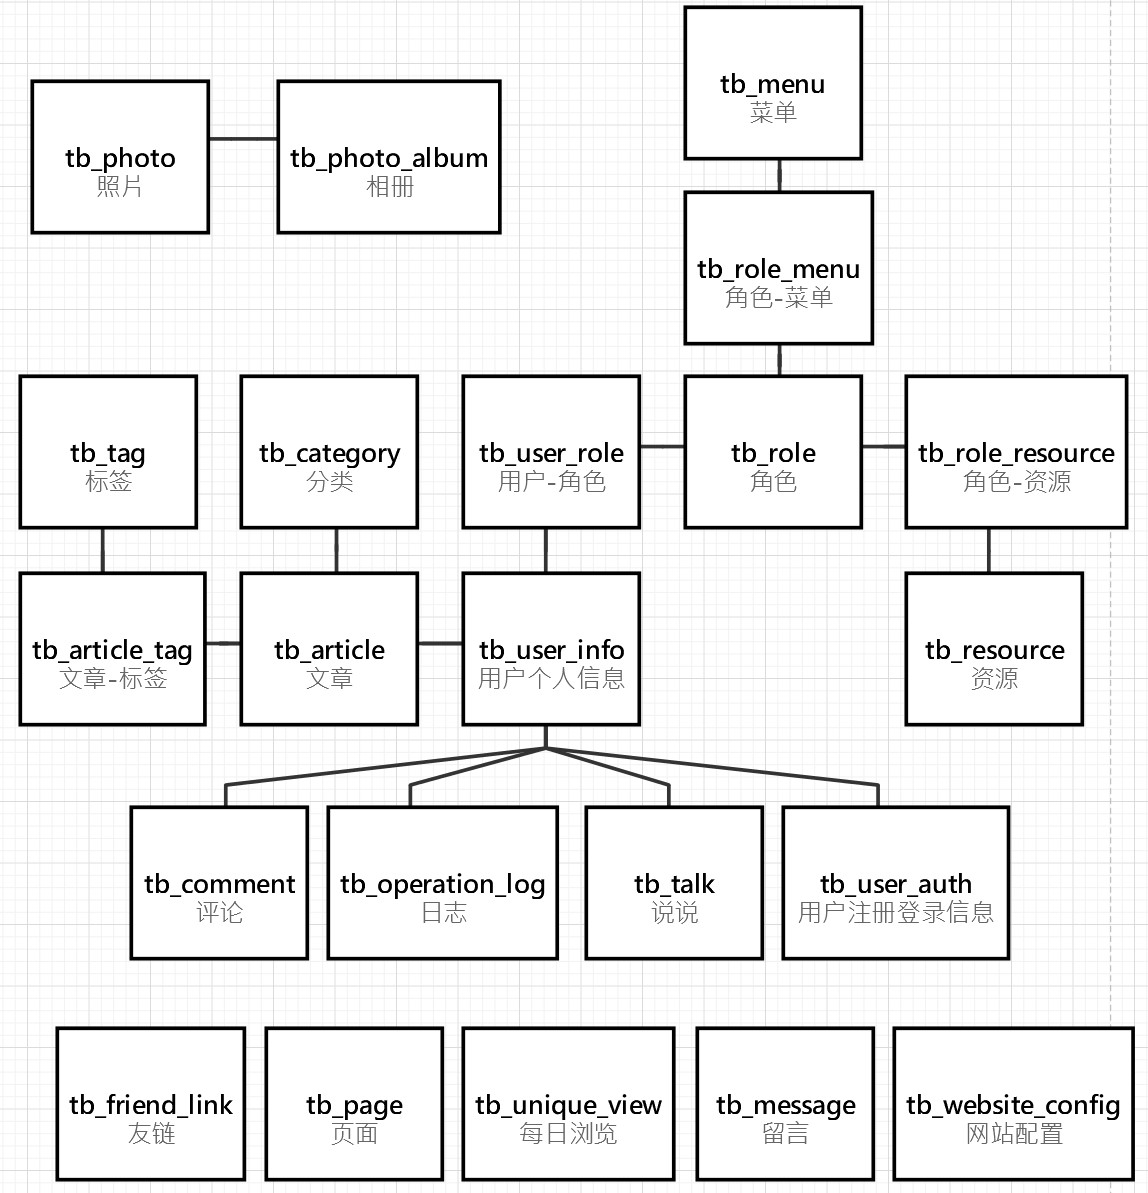 tb_menu
菜单
tb_photo
照片
tb_photo_album
相册
tb_role_menu
角色-菜单
tb_tag
标签
tb_category
分类
tb_user_role
用户-角色
tb_role
角色
tb_role_resource
角色-资源
tb_article_tag
文章-标签
tb_article
文章
tb_user_info
用户个人信息
tb_resource
资源
tb_comment
评论
tb_operation_log
日志
tb_talk
说说
tb_user_auth
用户注册登录信息
tb_friend_link
友链
tb_page
页面
tb_unique_view
每日浏览
tb_message
留言
tb_website_config
网站配置